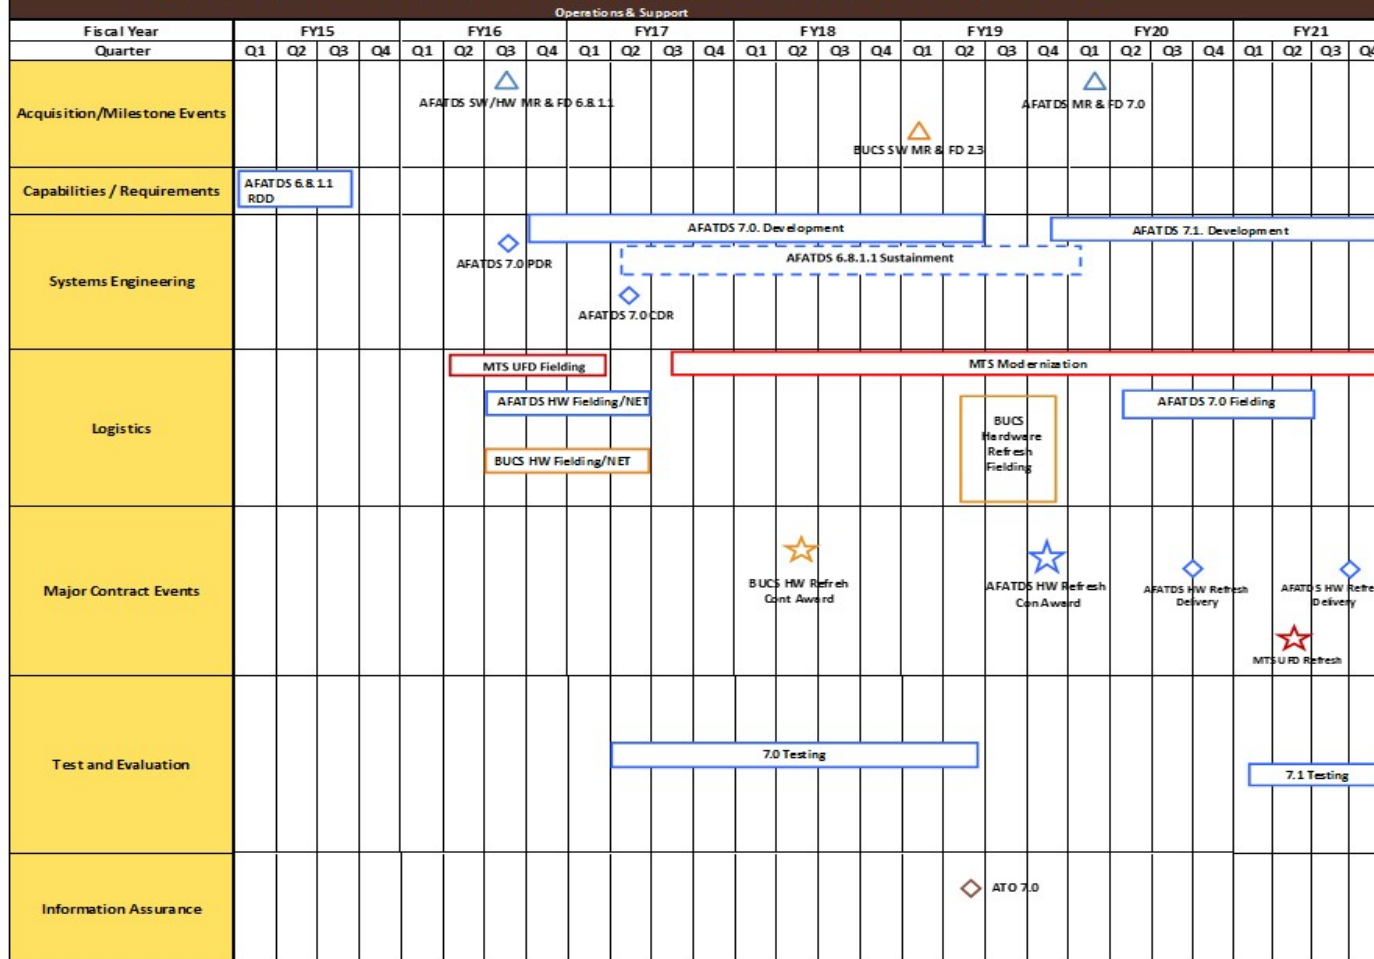 Operations & Support
Fiscal Year FY15 FY16 FY17 FY18 FY19 FY20 FY21
Quarter Q1 Q2 Q3 Q4 Q1 Q2 Q3 Q4 Q1 Q2 Q3 Q4 Q1 Q2 Q3 Q4 Q1 Q2 Q3 Q4 Q1 Q2 Q3 Q4 Q1 Q2 Q3 Q4
Acquisition/Milestone Events
AFATDS SW/HW MR & FD 6.8.1.1
AFATDS MR & FD 7.0
BUCS SW MR & FD 2.3
Capabilities / Requirements
AFATDS 6.8.1.1
RDD
Systems Engineering
AFATDS 7.0. Development
AFATDS 7.1. Development
AFATDS 6.8.1.1 Sustainment
AFATDS 7.0 PDR
AFATDS 7.0 CDR
Logistics
MTS UFD Fielding
MTS Modernization
AFATDS HW Fielding/NET
AFATDS 7.0 Fielding
BUCS
Hardware
Refresh
Fielding
BUCS HW Fielding/NET
Major Contract Events
BUCS HW Refreh
Cont Award
AFATDS HW Refresh
Con Award
AFATDS HW Refresh
Delivery
AFATDS HW Refre
Delivery
MTS UFD Refresh
Test and Evaluation
7.0 Testing
7.1 Testing
Information Assurance
ATO 7.0